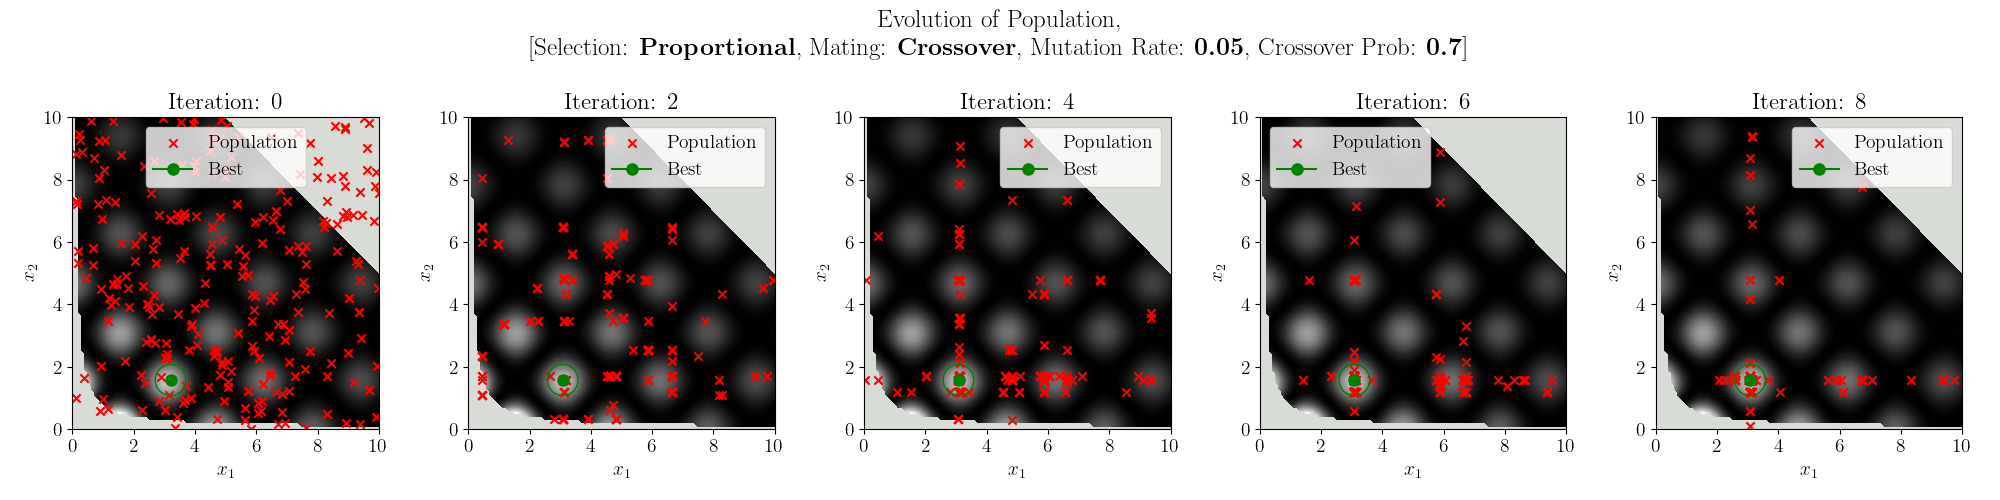 Evolution of Population,
[Selection: Proportional, Mating: Crossover, Mutation Rate: 0.05, Crossover Prob: 0.7]
Iteration: 0
10
8
6
4
2
0
x2
0 2 4 6 8 10
x1
Population
Best
Iteration: 2
10
8
6
4
2
0
x2
0 2 4 6 8 10
x1
Population
Best
Iteration: 4
10
8
6
4
2
0
x2
0 2 4 6 8 10
x1
Population
Best
Iteration: 6
10
8
6
4
2
0
x2
0 2 4 6 8 10
x1
Population
Best
Iteration: 8
10
8
6
4
2
0
x2
0 2 4 6 8 10
x1
Population
Best